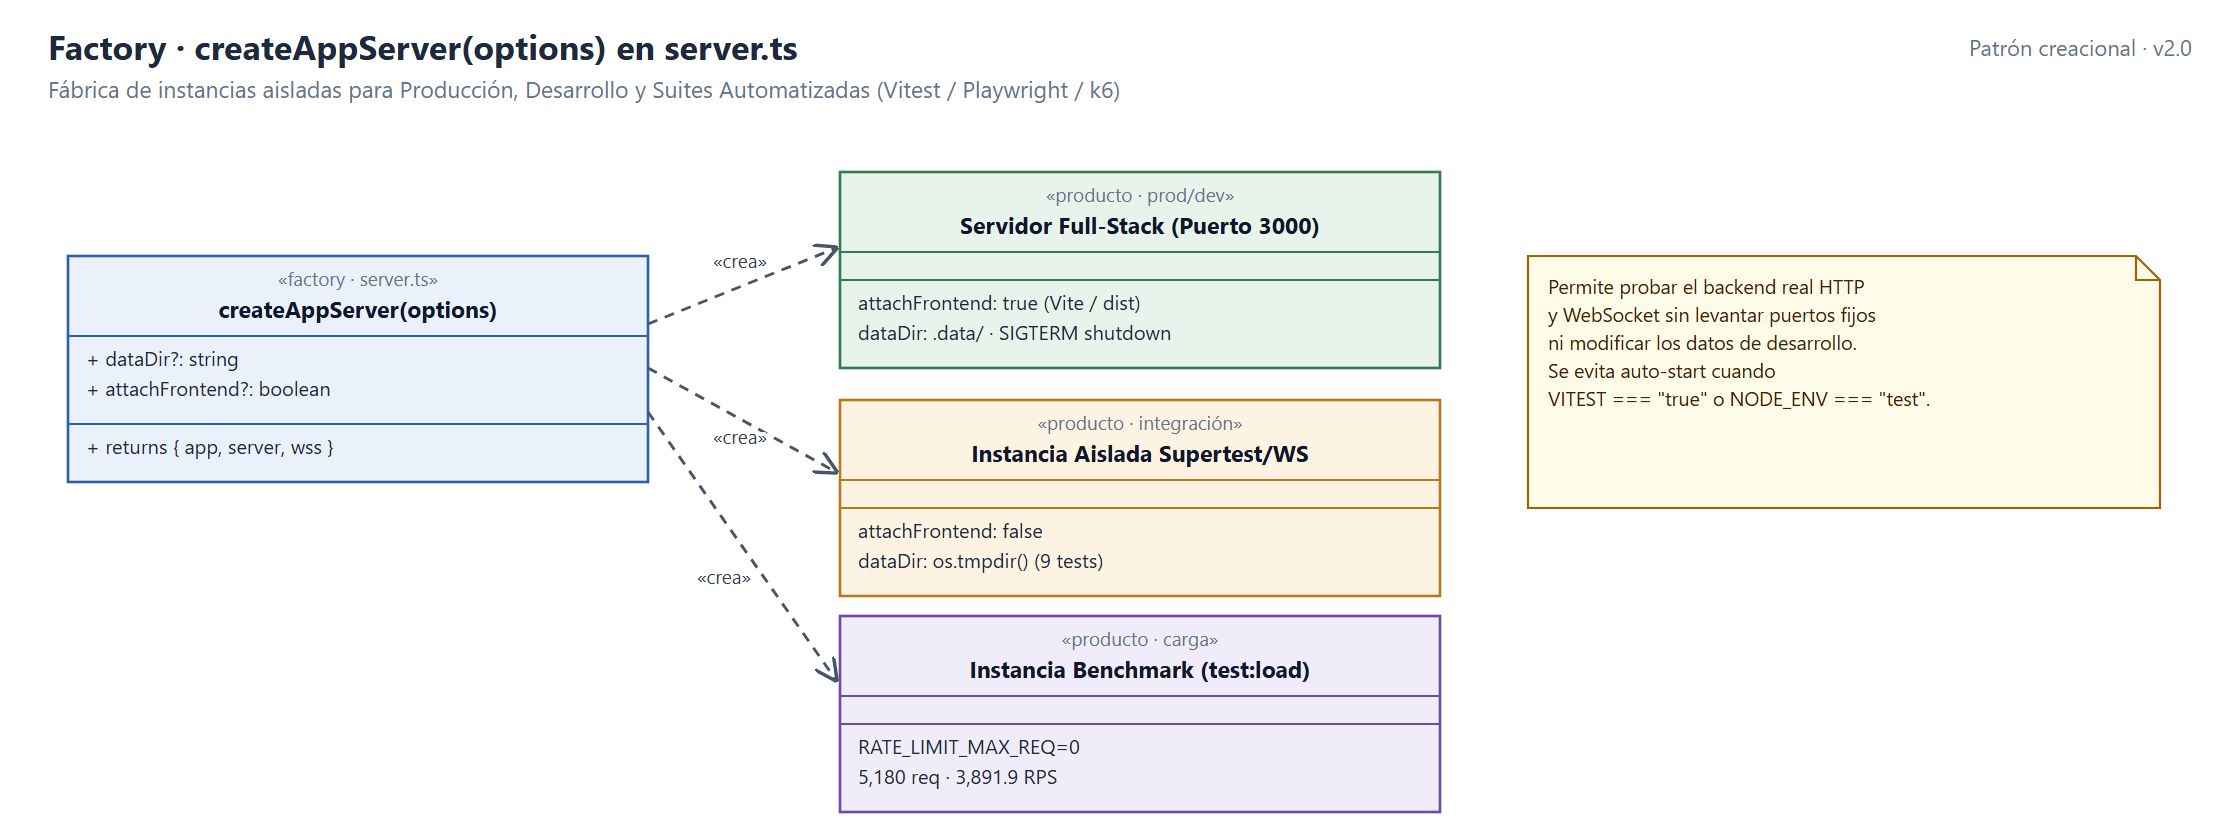 Factory · createAppServer(options) en server.ts
Patrón creacional · v2.0
Fábrica de instancias aisladas para Producción, Desarrollo y Suites Automatizadas (Vitest / Playwright / k6)
«factory · server.ts»
createAppServer(options)
+ dataDir?: string
+ attachFrontend?: boolean
+ returns { app, server, wss }
«crea»
«crea»
«crea»
«producto · prod/dev»
Servidor Full-Stack (Puerto 3000)
attachFrontend: true (Vite / dist)
dataDir: .data/ · SIGTERM shutdown
«producto · integración»
Instancia Aislada Supertest/WS
attachFrontend: false
dataDir: os.tmpdir() (9 tests)
«producto · carga»
Instancia Benchmark (test:load)
RATE_LIMIT_MAX_REQ=0
5,180 req · 3,891.9 RPS
Permite probar el backend real HTTP
y WebSocket sin levantar puertos fijos
ni modificar los datos de desarrollo.
Se evita auto-start cuando
VITEST === "true" o NODE_ENV === "test".